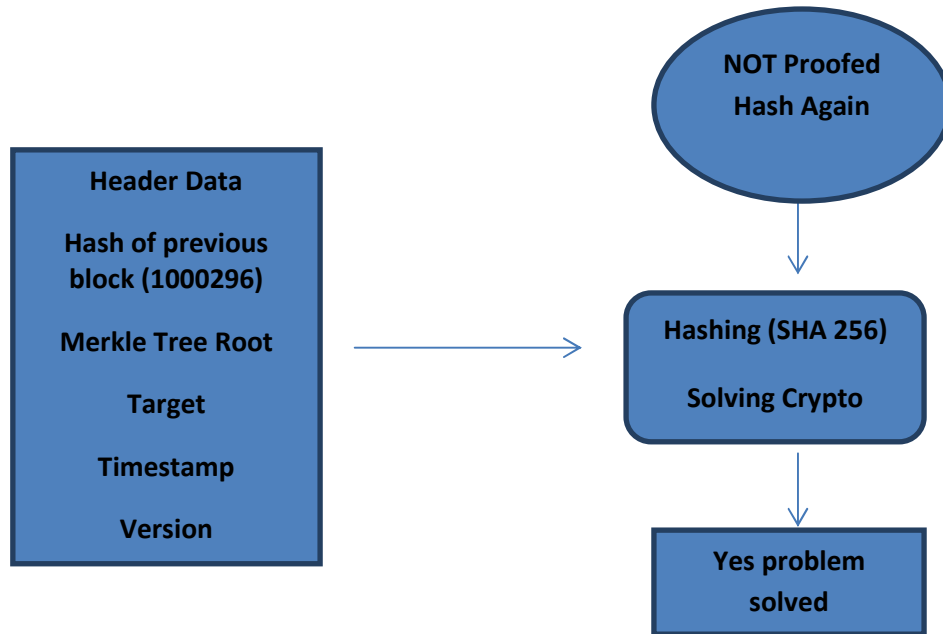 NOT Proofed
Hash Again
Header Data
Hash of previous
block (1000296)
Merkle Tree Root
Target
Timestamp
Version
Hashing (SHA 256)
Solving Crypto
Yes problem
solved